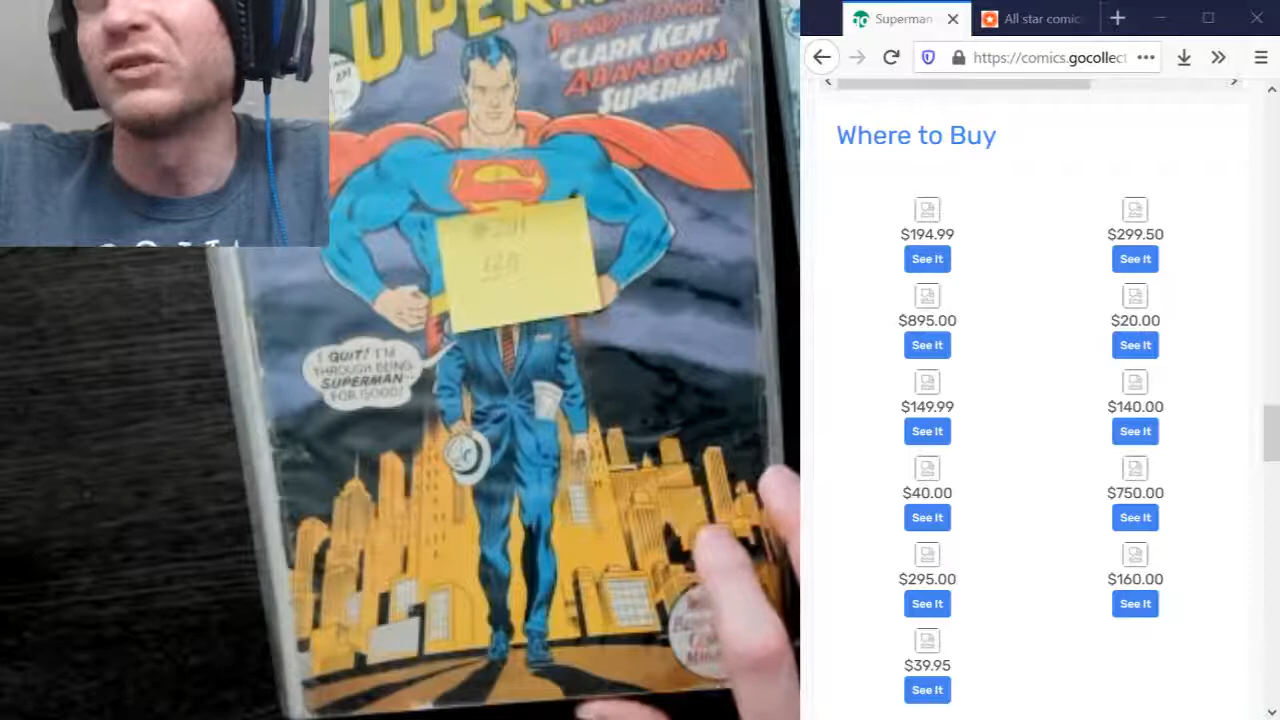 UPERM
SENSATIONAL!
"CLARK KENT
ABANDONS
SUPERMAN!"
#201
I QUIT! I'M
THROUGH BEING
SUPERMAN
FOR GOOD!
Superman
All star comic
https://comics.gocollect
Where to Buy
$194.99
See It
$299.50
See It
$895.00
See It
$20.00
See It
$149.99
See It
$140.00
See It
$40.00
See It
$750.00
See It
$295.00
See It
$160.00
See It
$39.95
See It